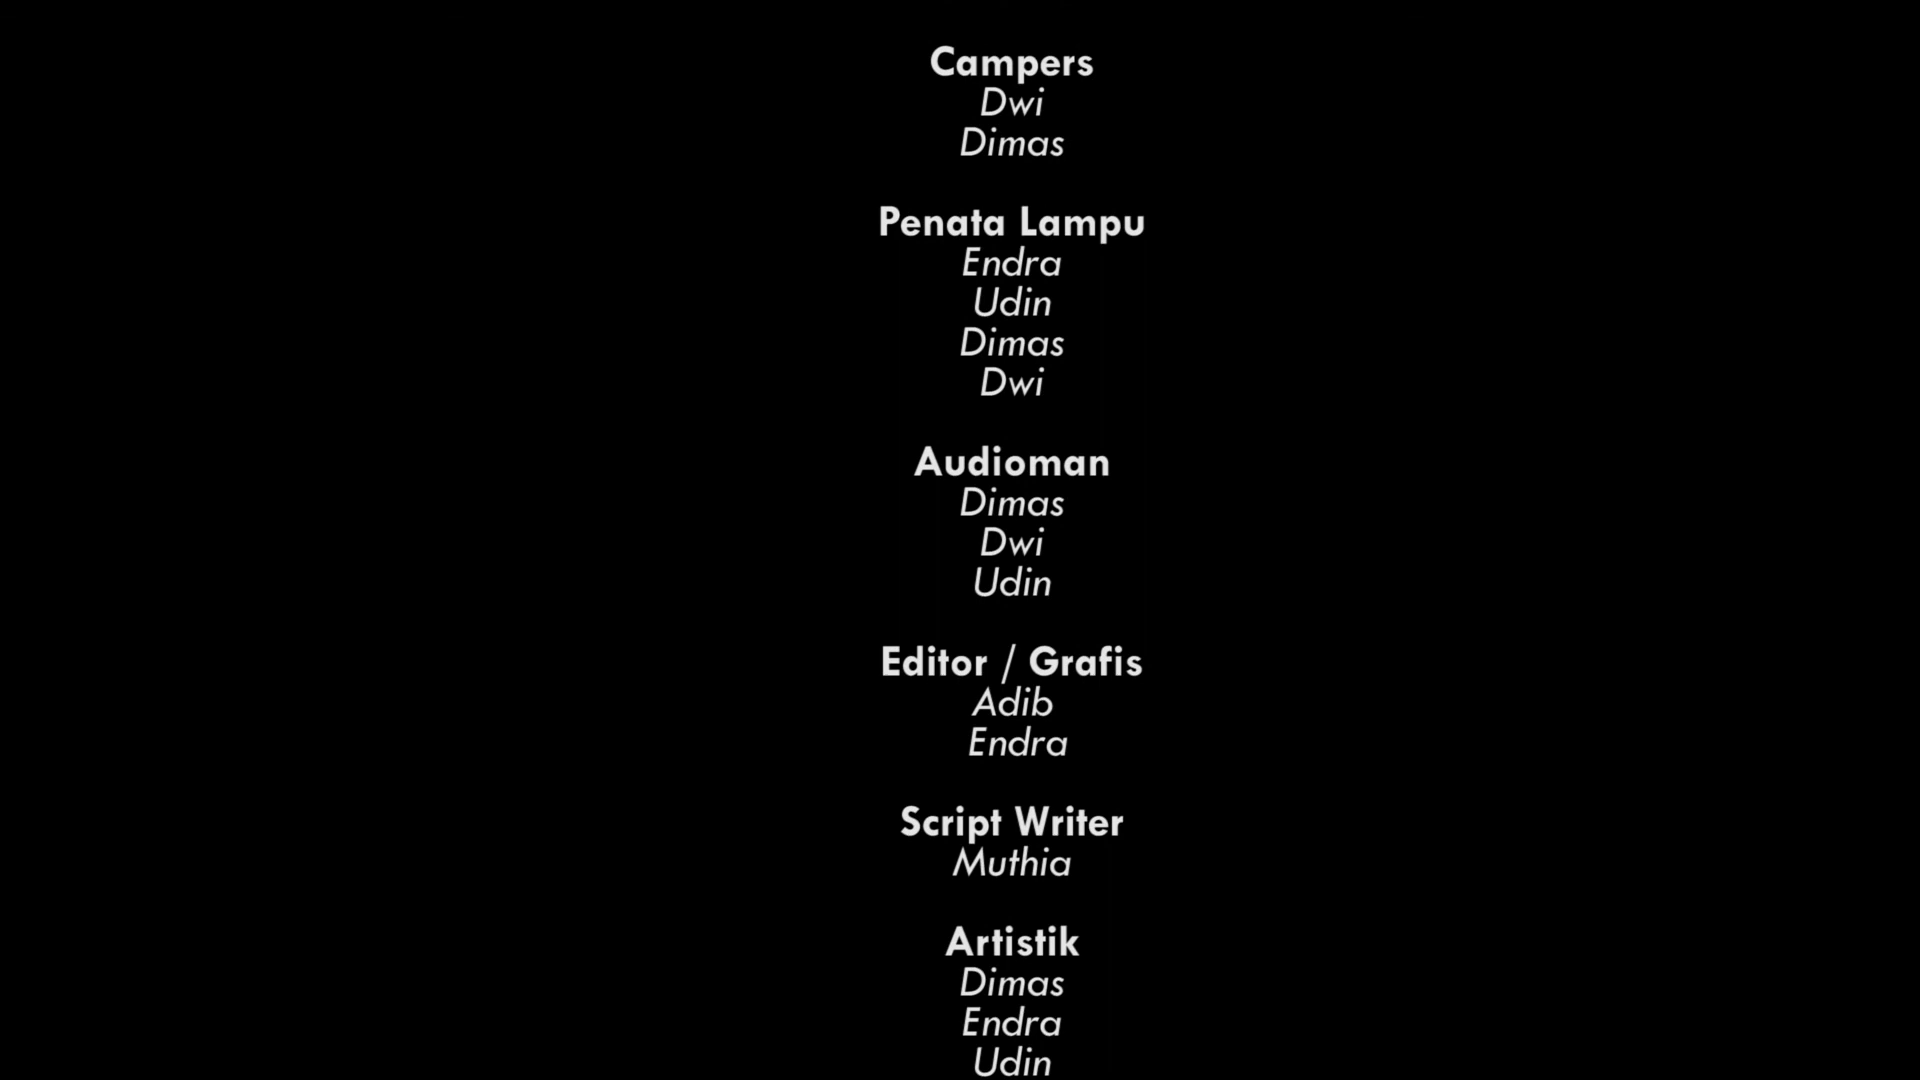 Campers
Dwi
Dimas
Penata Lampu
Endra
Udin
Dimas
Dwi
Audioman
Dimas
Dwi
Udin
Editor / Grafis
Adib
Endra
Script Writer
Muthia
Artistik
Dimas
Endra
Udin